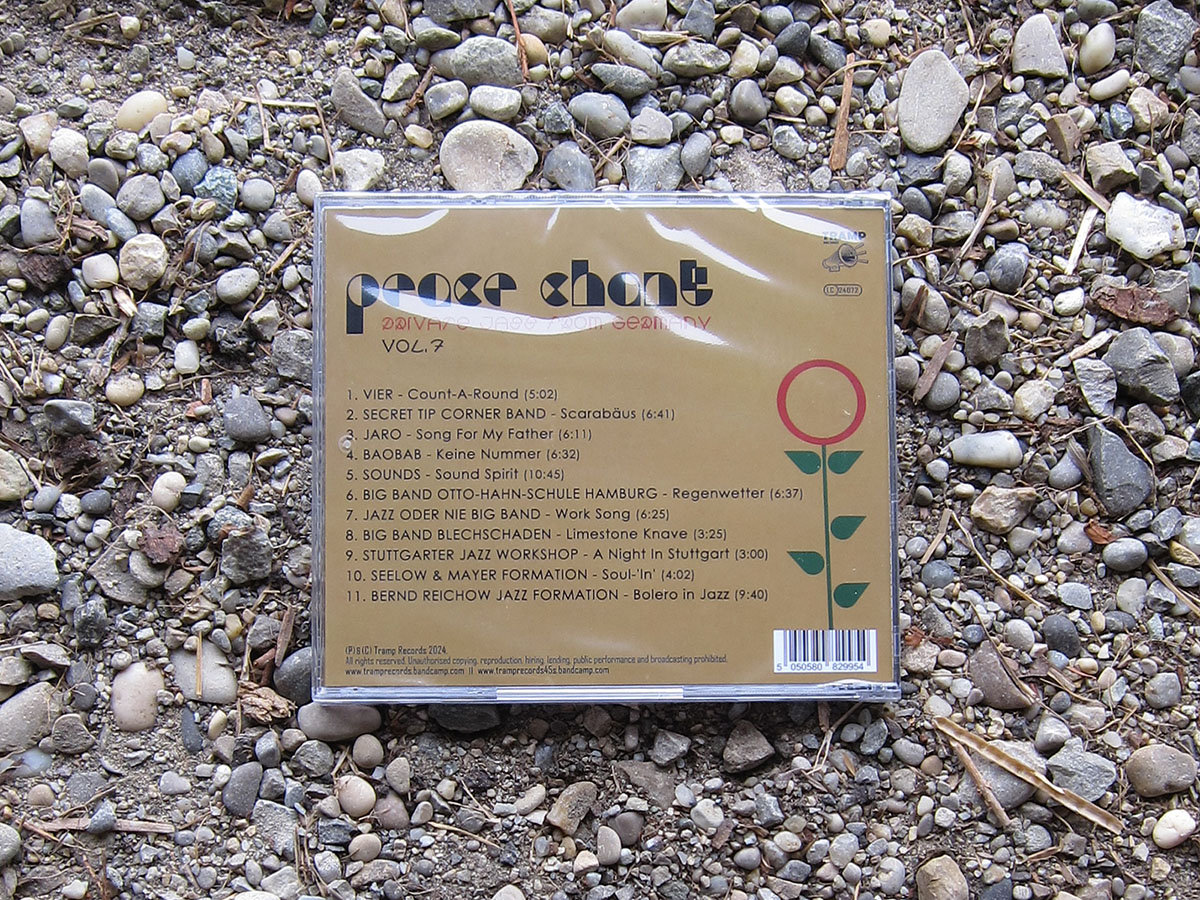 TRAMP
LC 24072
peace chant
PRIVATE JAZZ FROM GERMANY
VOL.7
1. VIER - Count-A-Round (5:02)
2. SECRET TIP CORNER BAND - Scarabäus (6:41)
3. JARO - Song For My Father (6:11)
4. BAOBAB - Keine Nummer (6:32)
5. SOUNDS - Sound Spirit (10:45)
6. BIG BAND OTTO-HAHN-SCHULE HAMBURG - Regenwetter (6:37)
7. JAZZ ODER NIE BIG BAND - Work Song (6:25)
8. BIG BAND BLECHSCHADEN - Limestone Knave (3:25)
9. STUTTGARTER JAZZ WORKSHOP - A Night In Stuttgart (3:00)
10. SEELOW & MAYER FORMATION - Soul-'In' (4:02)
11. BERND REICHOW JAZZ FORMATION - Bolero in Jazz (9:40)
(P)&(C) Tramp Records 2024.
All rights reserved. Unauthorised copying, reproduction, hiring, lending, public performance and broadcasting prohibited.
www.tramprecords.bandcamp.com || www.tramprecords45s.bandcamp.com
5 050580 829954